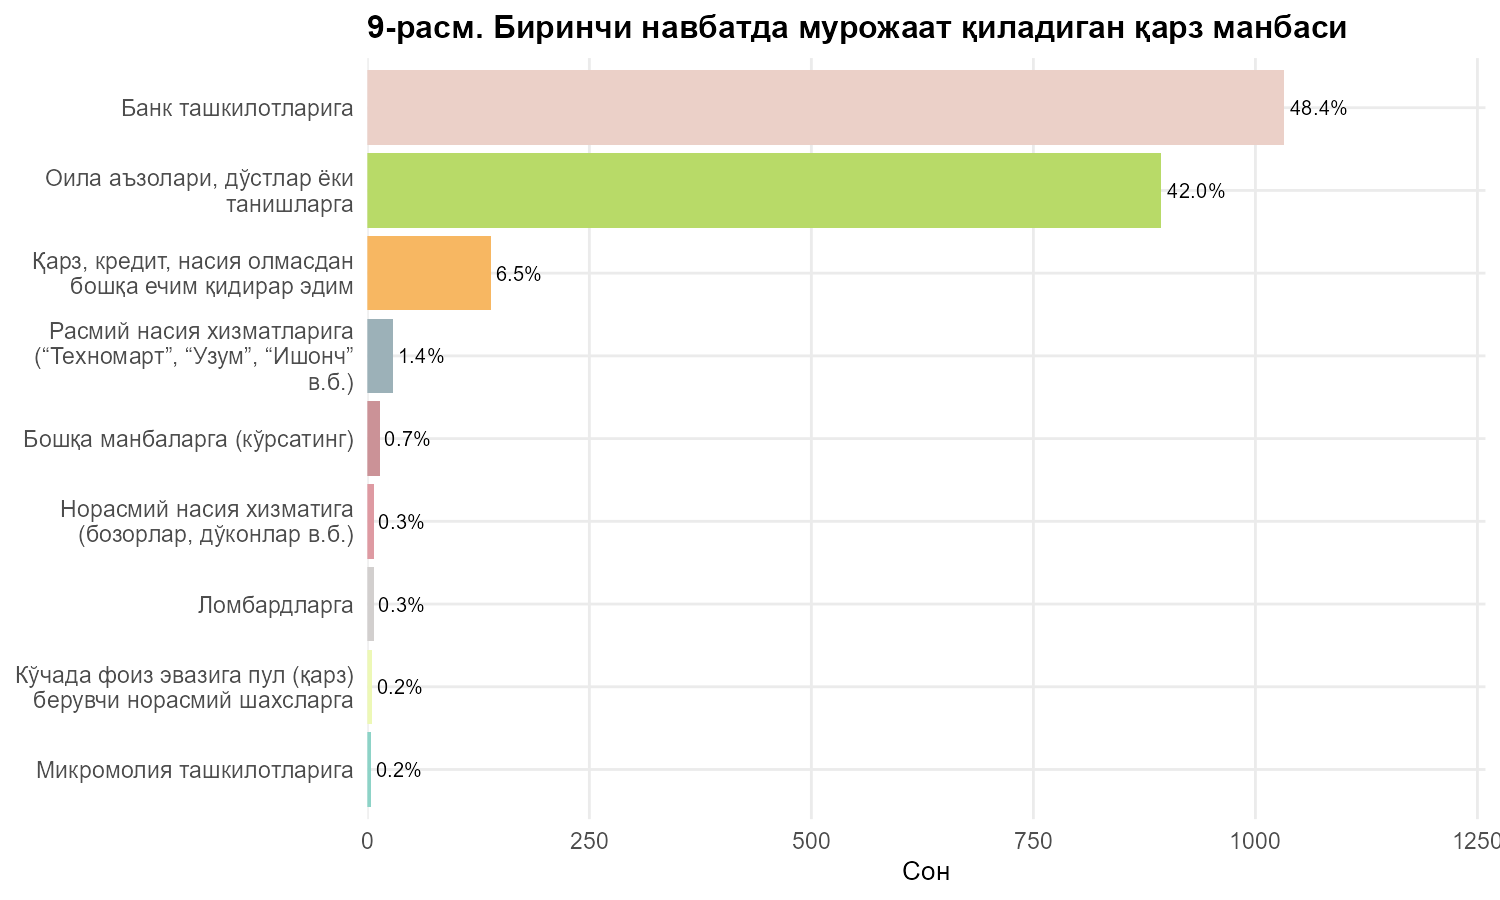 9-расм. Биринчи навбатда мурожаат қиладиган қарз манбаси
Банк ташкилотларига
48.4%
Оила аъзолари, дўстлар ёки
танишларга
42.0%
Қарз, кредит, насия олмасдан
бошқа ечим қидирар эдим
6.5%
Расмий насия хизматларига
(“Техномарт”, “Узум”, “Ишонч”
в.б.)
1.4%
Бошқа манбаларга (кўрсатинг)
0.7%
Норасмий насия хизматига
(бозорлар, дўконлар в.б.)
0.3%
Ломбардларга
0.3%
Кўчада фоиз эвазига пул (қарз)
берувчи норасмий шахсларга
0.2%
Микромолия ташкилотларига
0.2%
0 250 500 750 1000 1250
Сон